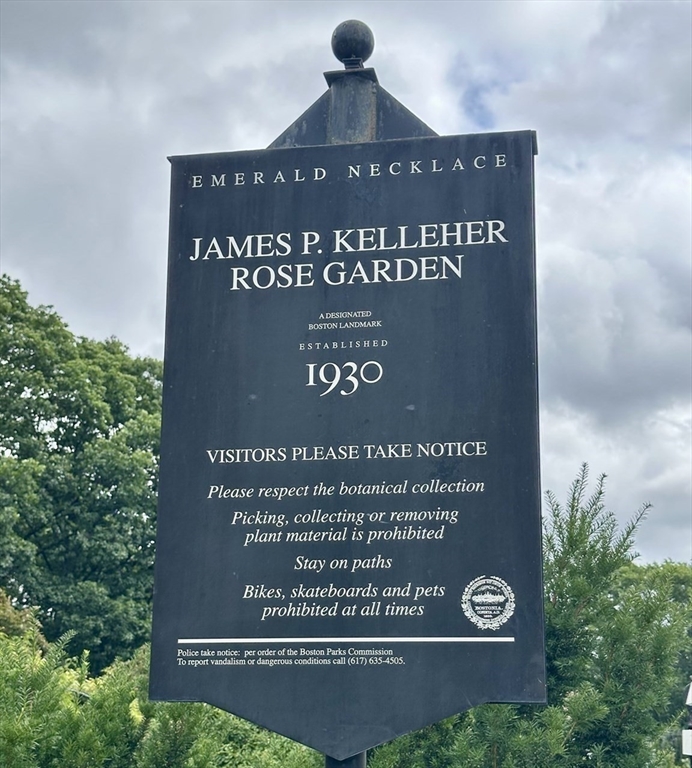 EMERALD NECKLACE
JAMES P. KELLEHER
ROSE GARDEN
A DESIGNATED
BOSTON LANDMARK
ESTABLISHED
1930
VISITORS PLEASE TAKE NOTICE
Please respect the botanical collection
Picking, collecting or removing
plant material is prohibited
Stay on paths
Bikes, skateboards and pets
prohibited at all times
BOSTONIA
Police take notice: per order of the Boston Parks Commission
To report vandalism or dangerous conditions call (617) 635-4505.